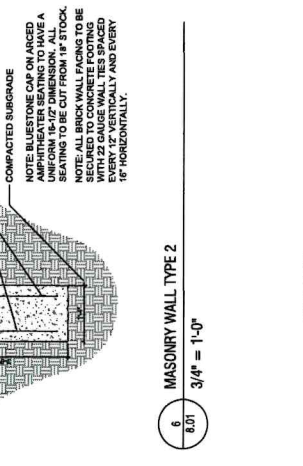 COMPACTED SUBGRADE
NOTE: BLUESTONE CAP ON ARCED
AMPHITHEATER SEATING TO HAVE A
UNIFORM 16-1/2" DIMENSION. ALL
SEATING TO BE CUT FROM 18" STOCK.
NOTE: ALL BRICK WALL FACING TO BE
SECURED TO CONCRETE FOOTING
WITH 22 GAUGE WALL TIES SPACED
EVERY 12" VERTICALLY AND EVERY
16" HORIZONTALLY.
6
8.01
MASONRY WALL TYPE 2
3/4" = 1'-0"